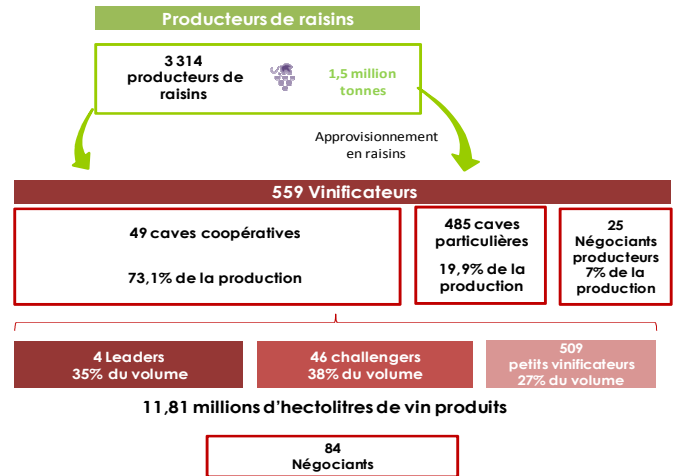 Producteurs de raisins
3 314
producteurs de
raisins
1,5 million
tonnes
Approvisionnement
en raisins
559 Vinificateurs
49 caves coopératives
73,1% de la production
485 caves
particulières
19,9% de la
production
25
Négociants
producteurs
7% de la
production
4 Leaders
35% du volume
46 challengers
38% du volume
509
petits vinificateurs
27% du volume
11,81 millions d'hectolitres de vin produits
84
Négociants